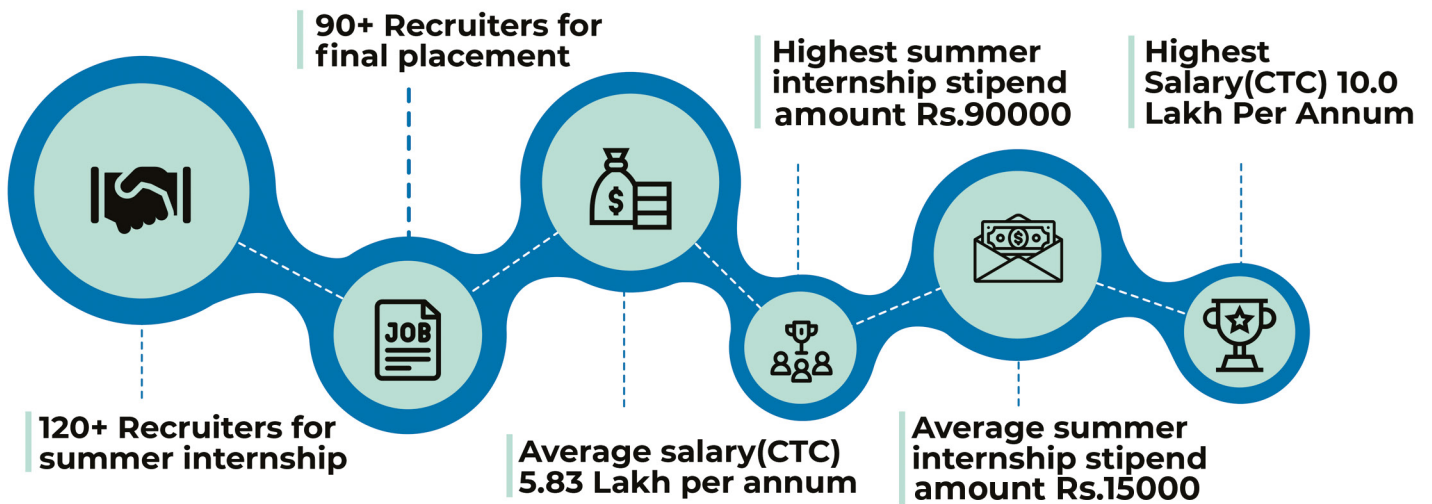 120+ Recruiters for
summer internship
90+ Recruiters for
final placement
JOB
Average salary(CTC)
5.83 Lakh per annum
$
Highest summer
internship stipend
amount Rs.90000
Average summer
internship stipend
amount Rs.15000
$
Highest
Salary(CTC) 10.0
Lakh Per Annum